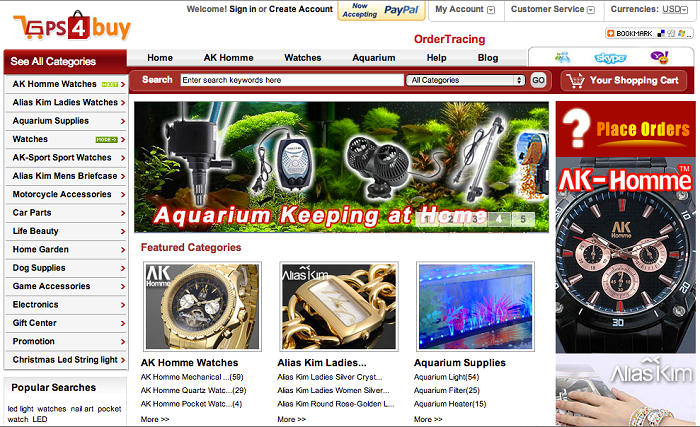 GPS4buy
Welcome! Sign in or Create Account
Now Accepting PayPal
My Account
Customer Service
Currencies: USD
OrderTracing
BOOKMARK
See All Categories
Home AK Homme Watches Aquarium Help Blog
skype
Search Enter search keywords here All Categories GO Your Shopping Cart
AK Homme Watches
Alias Kim Ladies Watches
Aquarium Supplies
Watches MORE
AK-Sport Sport Watches
Alias Kim Mens Briefcase
Motorcycle Accessories
Car Parts
Life Beauty
Home Garden
Dog Supplies
Game Accessories
Electronics
Gift Center
Promotion
Christmas Led String light
Popular Searches
led light watches nail art pocket
watch LED
Aquarium Keeping at Home
1 2 3 4 5
Featured Categories
AK Homme
AliasKim
AK Homme Watches
AK Homme Mechanical ...(59)
AK Homme Quartz Watc...(29)
AK Homme Pocket Watc...(4)
More >>
Alias Kim Ladies...
Alias Kim Ladies Silver Cryst...
Alias Kim Ladies Women Silver...
Alias Kim Round Rose-Golden L...
More >>
Aquarium Supplies
Aquarium Light(54)
Aquarium Filter(25)
Aquarium Heater(15)
More >>
? Place Orders
AK-Homme™
AK
Homme
30
AliasKim